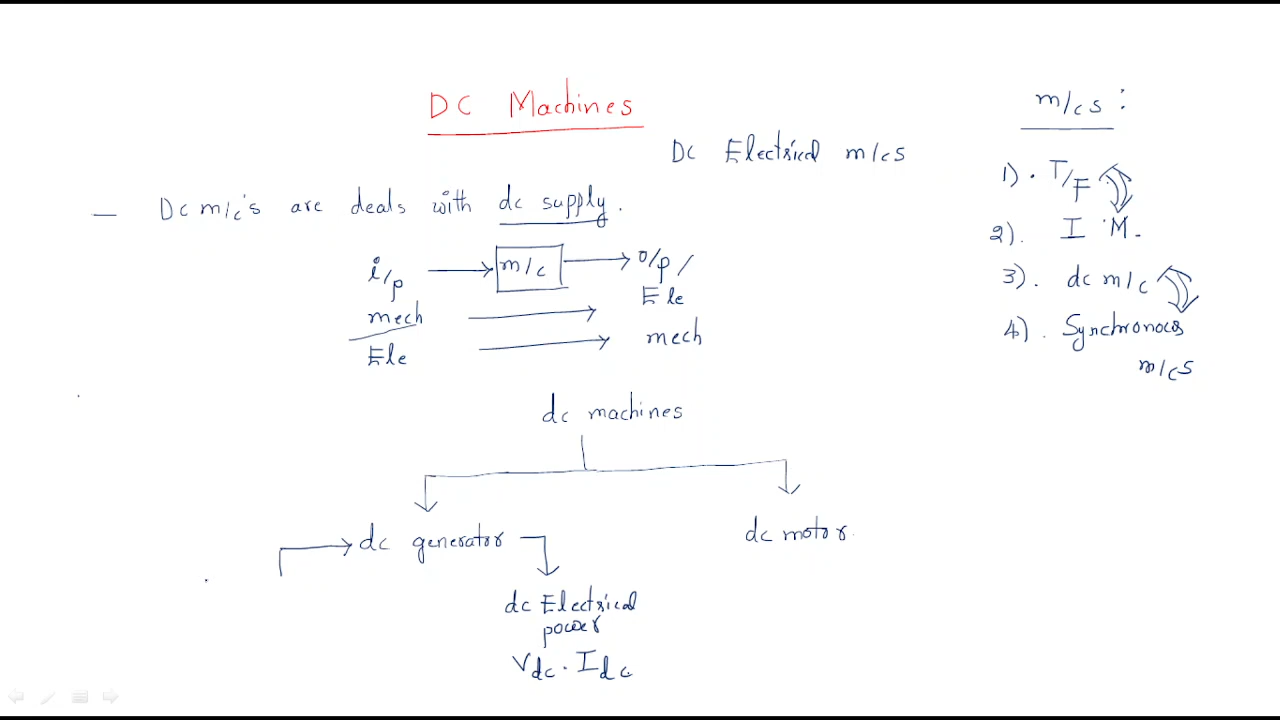 DC Machines
DC Electrical m/cs
– Dc m/c's are deals with dc supply.
i/p → m/c → o/p/
Ele
mech →
Ele → mech
dc machines
dc generator
dc motor
dc Electrical
power
Vdc . Idc
m/cs :
1). T/F
2). I M.
3). dc m/c
4). Synchronous
m/cs